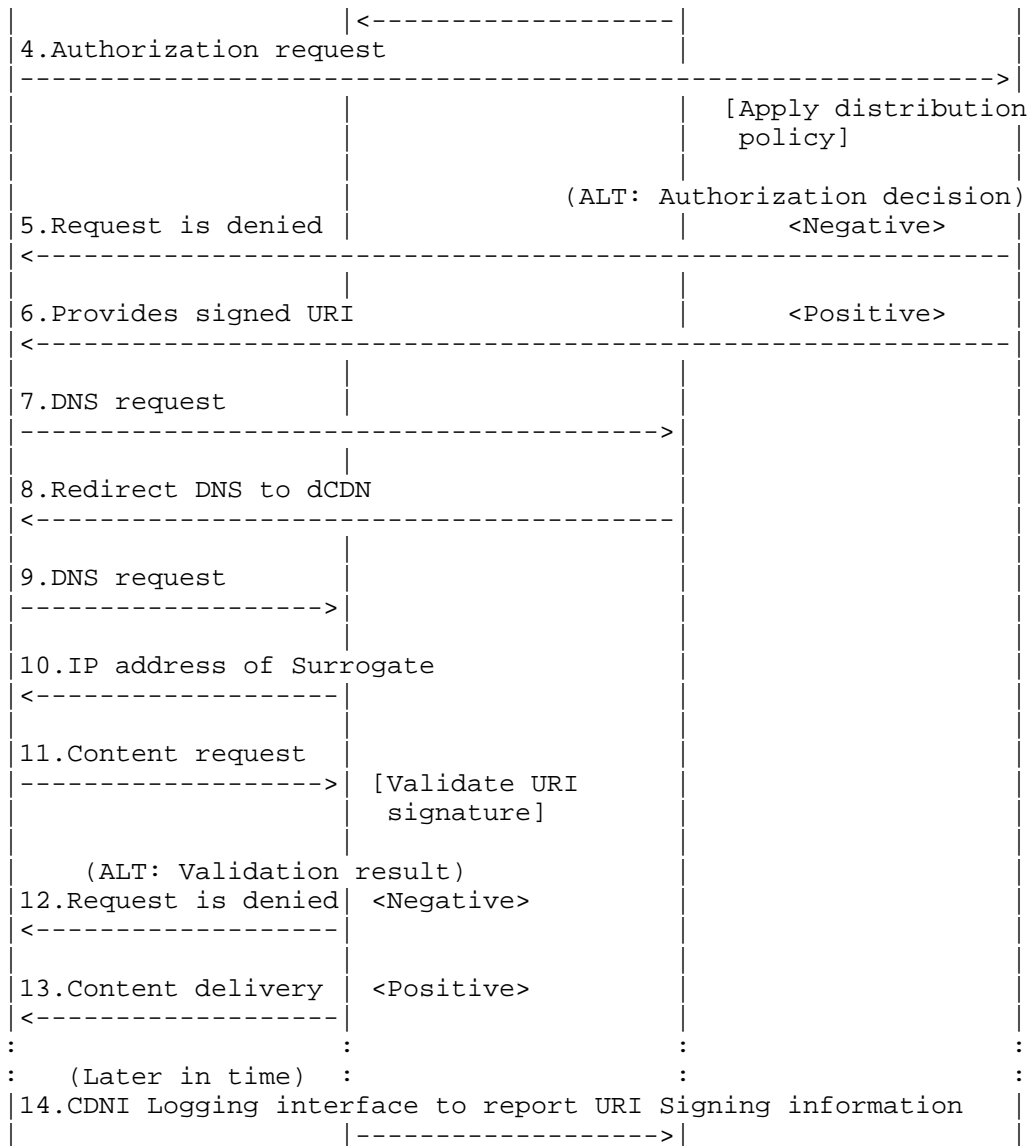 4.Authorization request
[Apply distribution
policy]
(ALT: Authorization decision)
5.Request is denied <Negative>
6.Provides signed URI <Positive>
7.DNS request
8.Redirect DNS to dCDN
9.DNS request
10.IP address of Surrogate
11.Content request
[Validate URI
signature]
(ALT: Validation result)
12.Request is denied <Negative>
13.Content delivery <Positive>
: : : :
: (Later in time) : : :
14.CDNI Logging interface to report URI Signing information